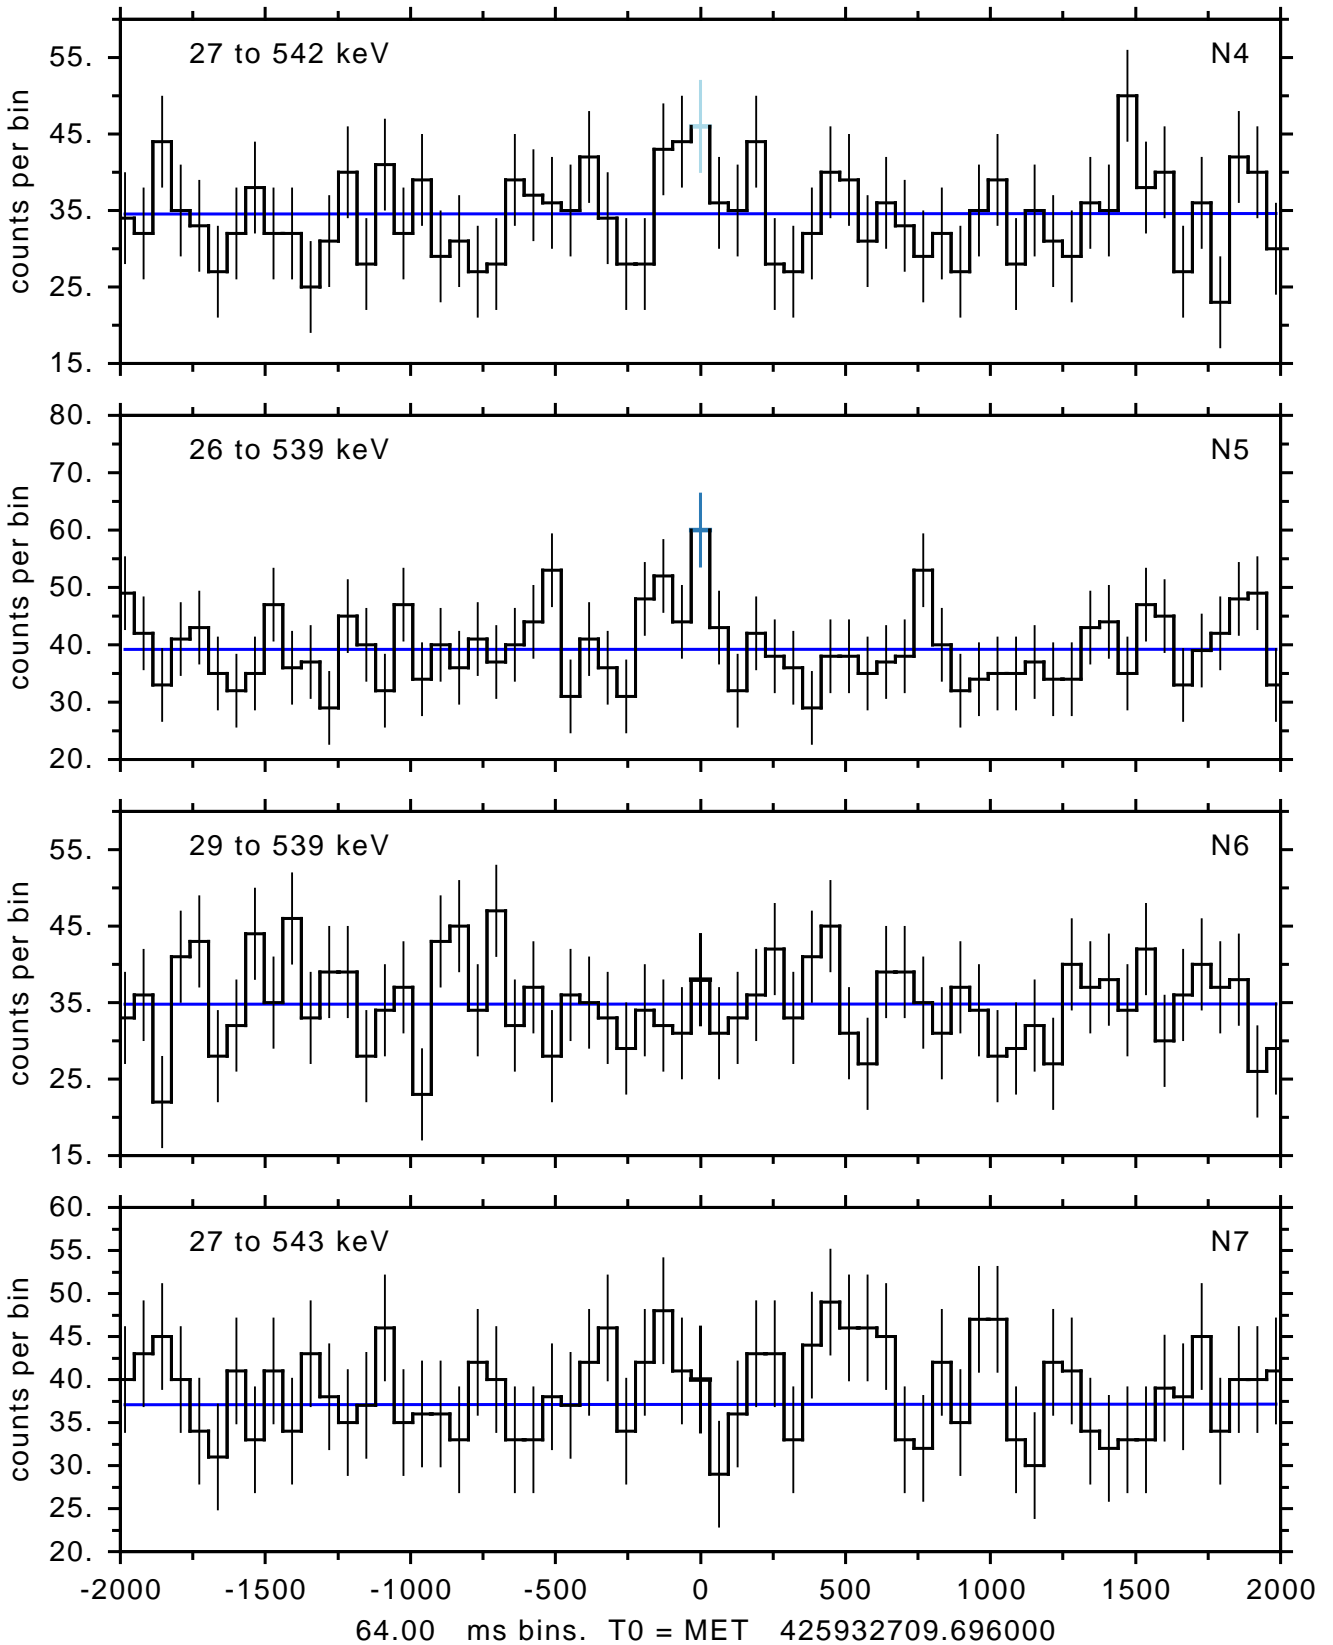 27 to 542 keV N4
55.
45.
35.
25.
15.
counts per bin
26 to 539 keV N5
80.
70.
60.
50.
40.
30.
20.
counts per bin
29 to 539 keV N6
55.
45.
35.
25.
15.
counts per bin
27 to 543 keV N7
60.
55.
50.
45.
40.
35.
30.
25.
20.
counts per bin
-2000 -1500 -1000 -500 0 500 1000 1500 2000
64.00 ms bins. T0 = MET 425932709.696000